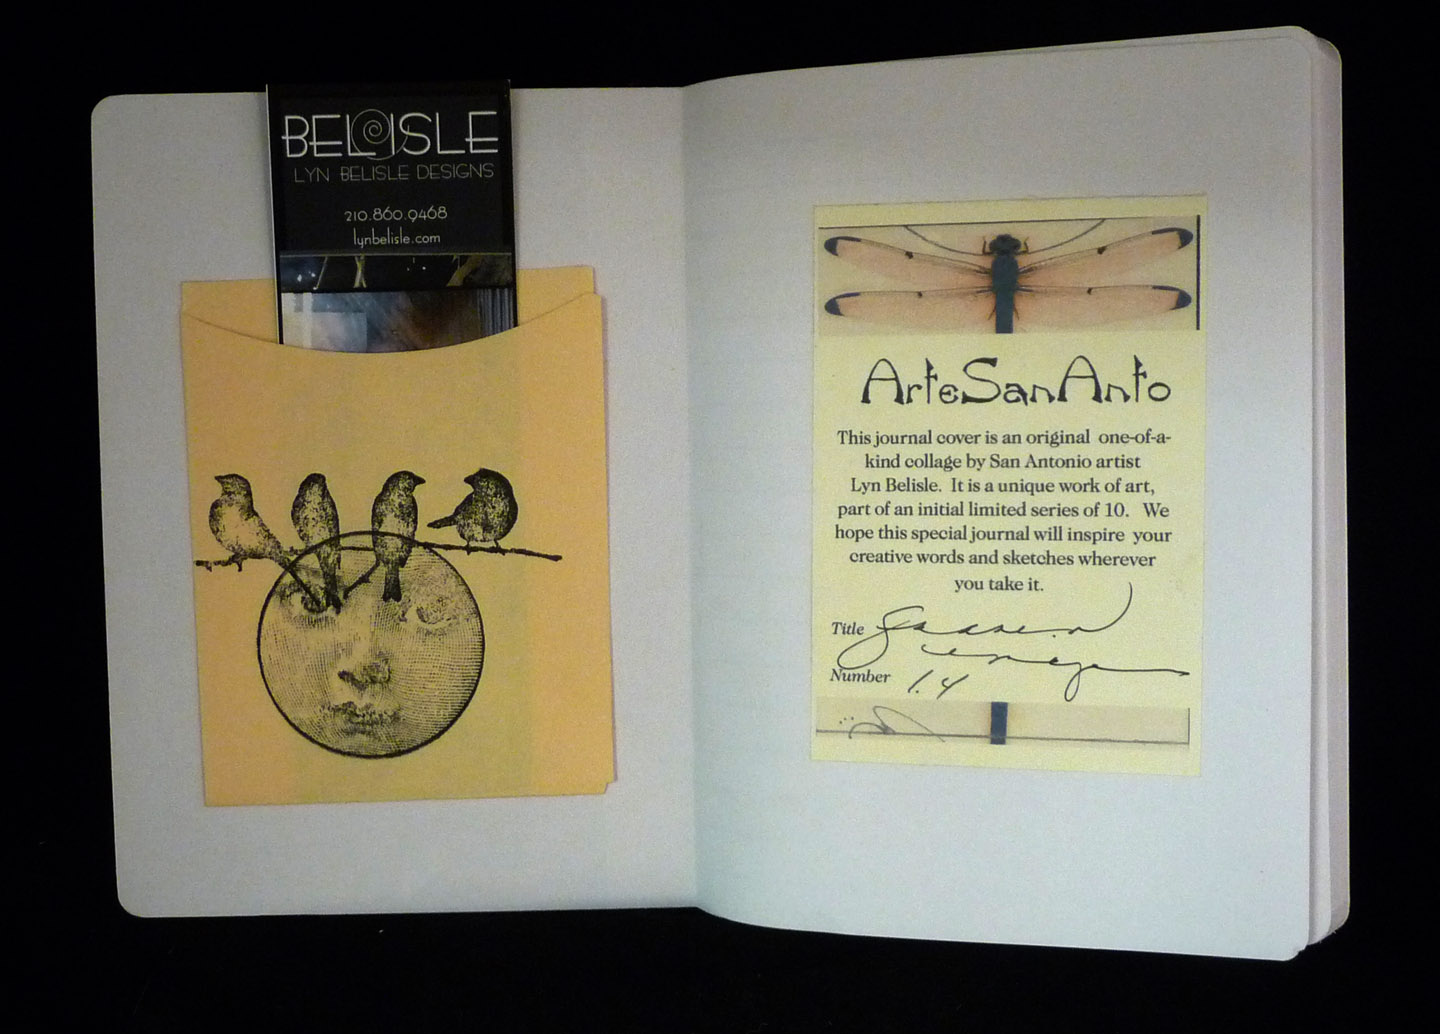 BELISLE
LYN BELISLE DESIGNS
210.860.9468
lynbelisle.com
ArteSanAnto
This journal cover is an original one-of-a-
kind collage by San Antonio artist
Lyn Belisle. It is a unique work of art,
part of an initial limited series of 10. We
hope this special journal will inspire your
creative words and sketches wherever
you take it.
Title
Number 1.4